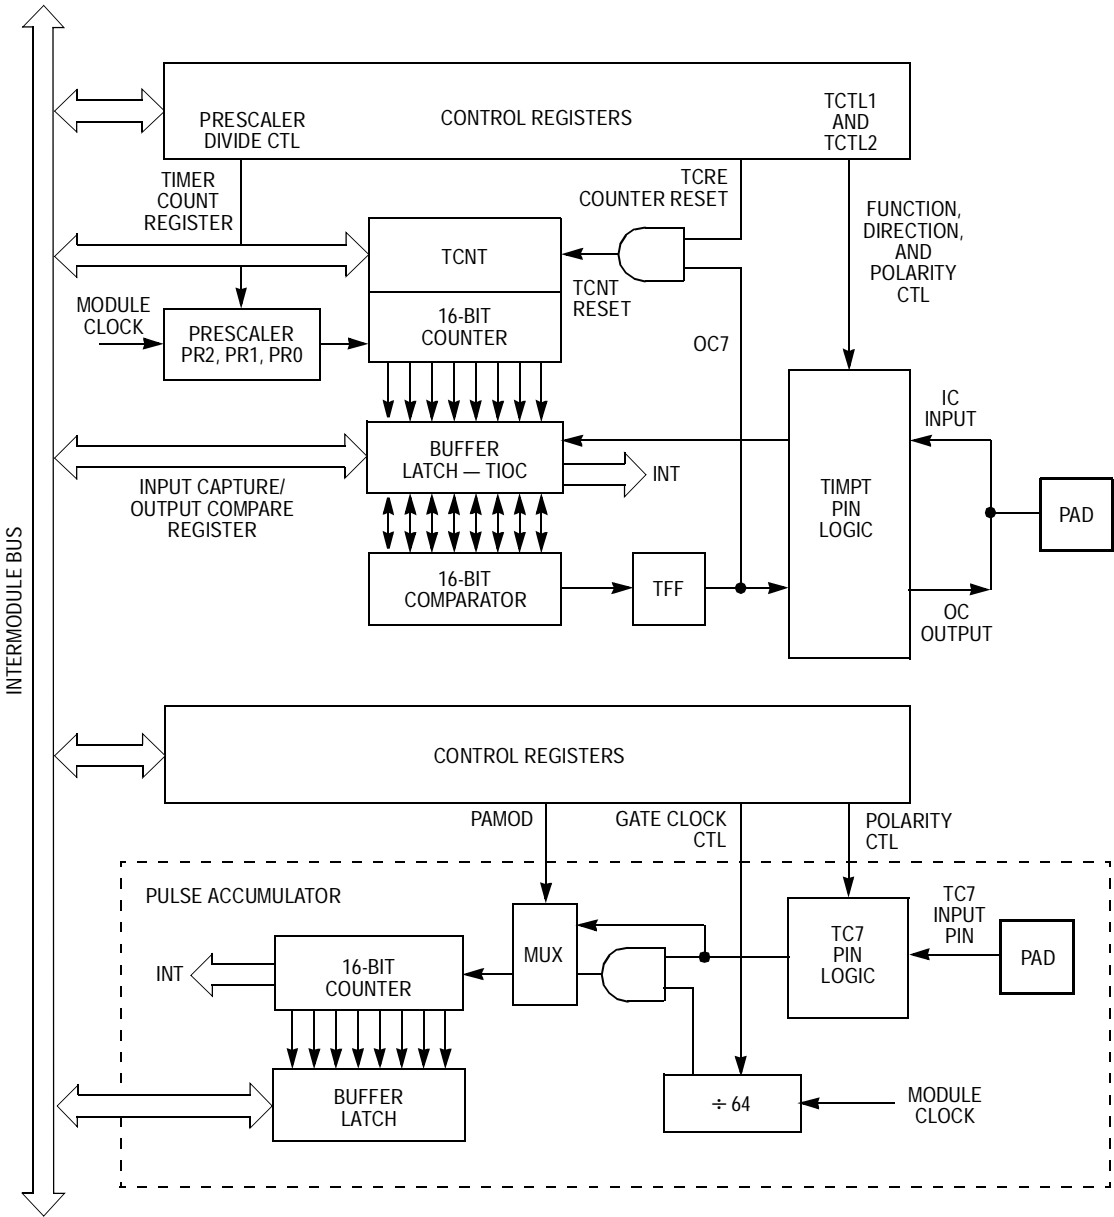 INTERMODULE BUS
PRESCALER
DIVIDE CTL
CONTROL REGISTERS
TCTL1
AND
TCTL2
TIMER
COUNT
REGISTER
TCRE
COUNTER RESET
FUNCTION,
DIRECTION,
AND
POLARITY
CTL
TCNT
TCNT
RESET
MODULE
CLOCK
PRESCALER
PR2, PR1, PR0
16-BIT
COUNTER
OC7
IC
INPUT
BUFFER
LATCH — TIOC
INT
INPUT CAPTURE/
OUTPUT COMPARE
REGISTER
TIMPT
PIN
LOGIC
PAD
16-BIT
COMPARATOR
TFF
OC
OUTPUT
CONTROL REGISTERS
PAMOD
GATE CLOCK
CTL
POLARITY
CTL
PULSE ACCUMULATOR
TC7
INPUT
PIN
MUX
TC7
PIN
LOGIC
PAD
INT
16-BIT
COUNTER
BUFFER
LATCH
÷ 64
MODULE
CLOCK